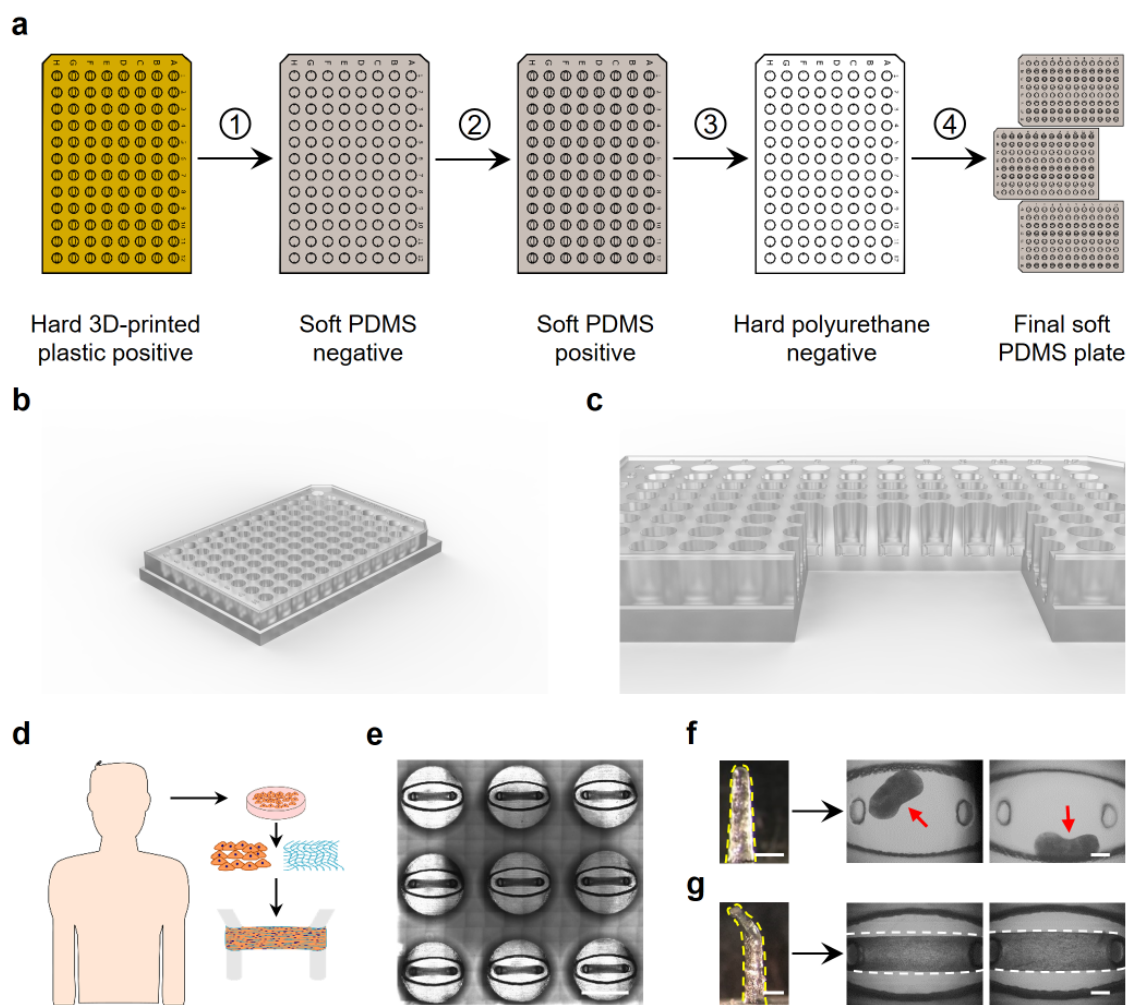 a
H G F E D C B A
H G F E D C B A
H G F E D C B A
H G F E D C B A
1
2
3
4
Hard 3D-printed
plastic positive
Soft PDMS
negative
Soft PDMS
positive
Hard polyurethane
negative
Final soft
PDMS plate
b
c
d
e
f
g